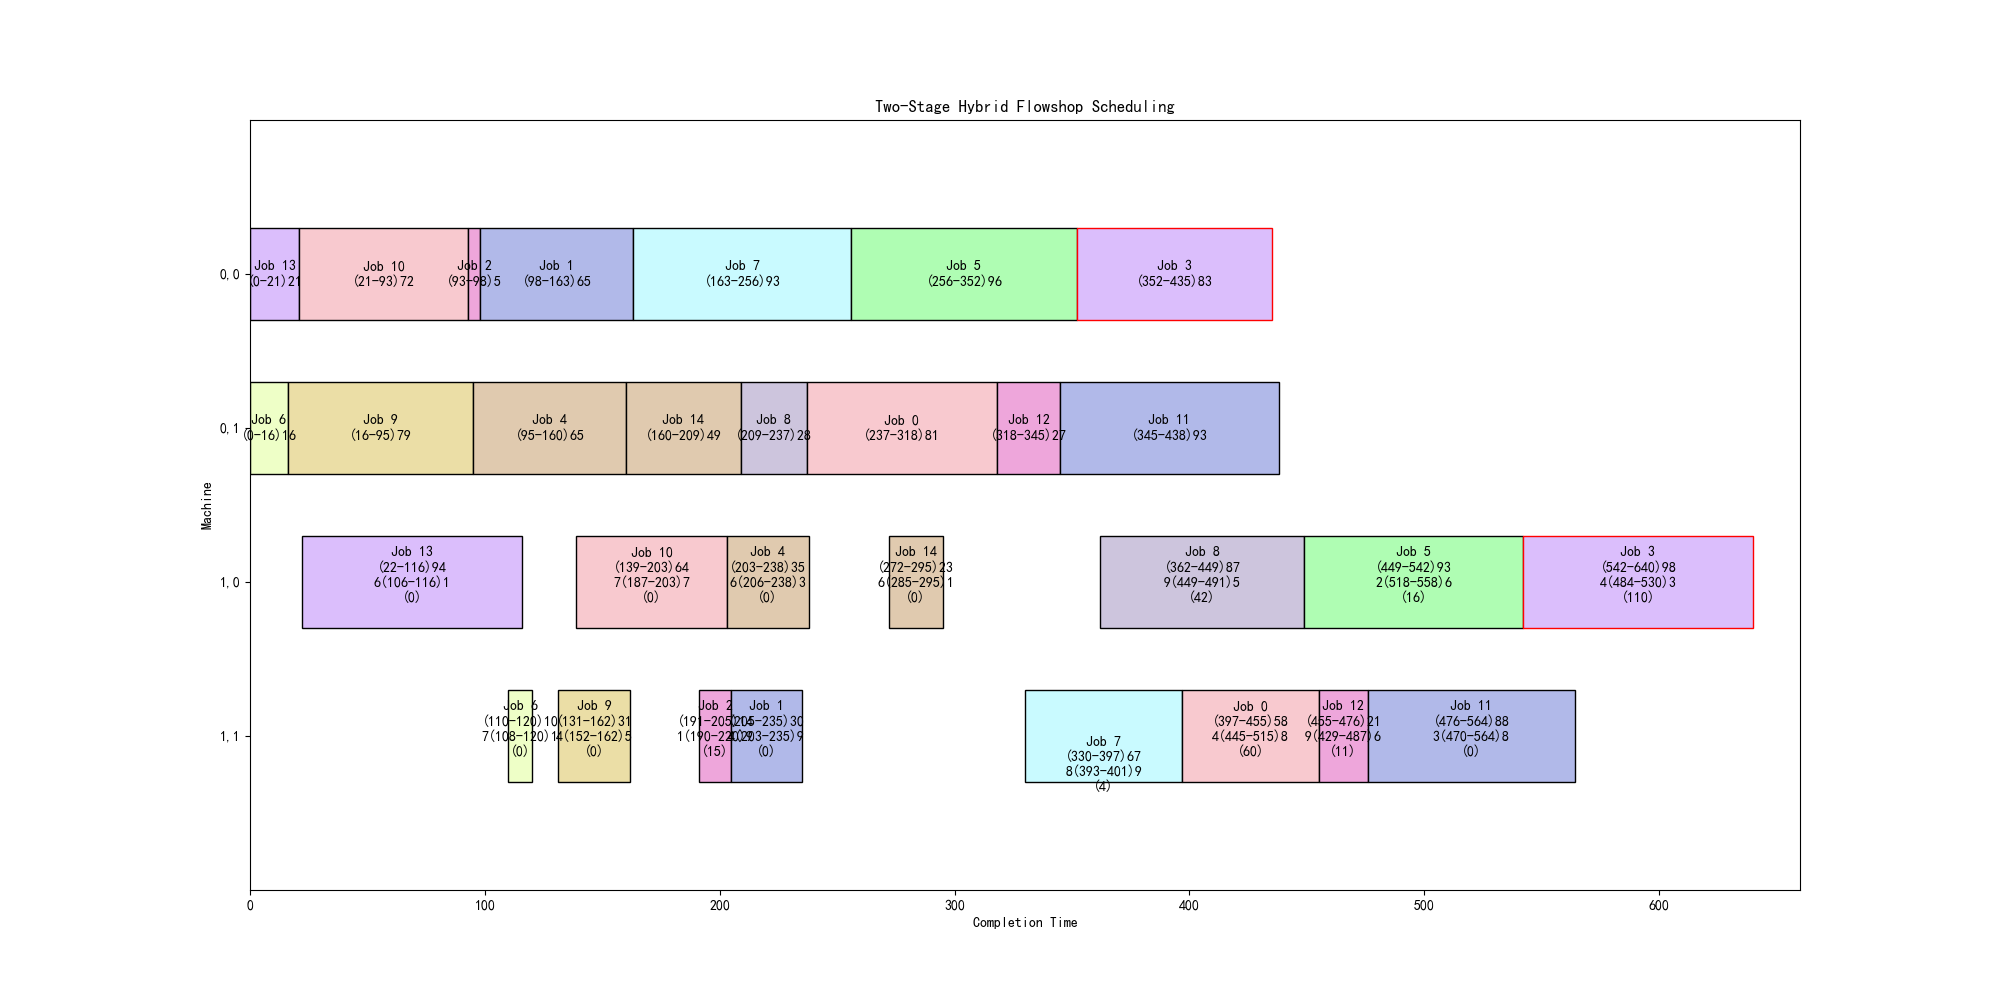 Two-Stage Hybrid Flowshop Scheduling
Machine
0,0
Job 13
(0-21)21
Job 10
(21-93)72
Job 2
(93-98)5
Job 1
(98-163)65
Job 7
(163-256)93
Job 5
(256-352)96
Job 3
(352-435)83
0,1
Job 6
(0-16)16
Job 9
(16-95)79
Job 4
(95-160)65
Job 14
(160-209)49
Job 8
(209-237)28
Job 0
(237-318)81
Job 12
(318-345)27
Job 11
(345-438)93
1,0
Job 13
(22-116)94
6(106-116)1
(0)
Job 10
(139-203)64
7(187-203)7
(0)
Job 4
(203-238)35
6(206-238)3
(0)
Job 14
(272-295)23
6(285-295)1
(0)
Job 8
(362-449)87
9(449-491)5
(42)
Job 5
(449-542)93
2(518-558)6
(16)
Job 3
(542-640)98
4(484-530)3
(110)
1,1
Job 6
(110-120)10
7(108-120)1
(0)
Job 9
(131-162)31
4(152-162)5
(0)
Job 2
(191-205)14
1(190-220)9
(15)
Job 1
(205-235)30
(203-235)9
(0)
Job 7
(330-397)67
8(393-401)9
(4)
Job 0
(397-455)58
4(445-515)8
(60)
Job 12
(455-476)21
9(429-487)6
(11)
Job 11
(476-564)88
3(470-564)8
(0)
0
100
200
300
400
500
600
Completion Time